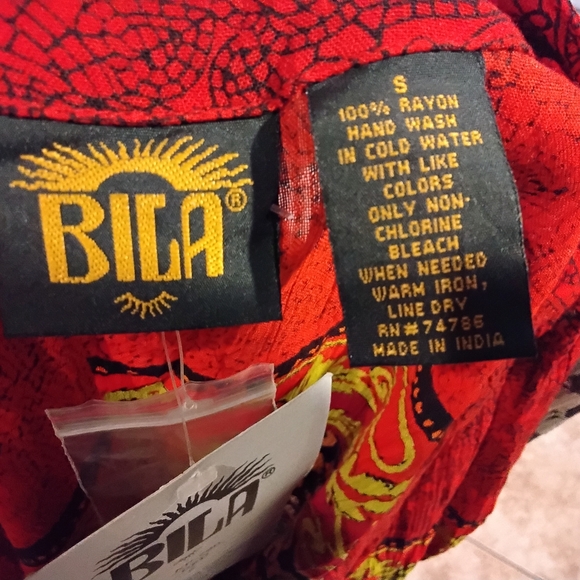 BILA®
S
100% RAYON
HAND WASH
IN COLD WATER
WITH LIKE
COLORS
ONLY NON-
CHLORINE
BLEACH
WHEN NEEDED
WARM IRON,
LINE DRY
RN#74786
MADE IN INDIA
BILA®